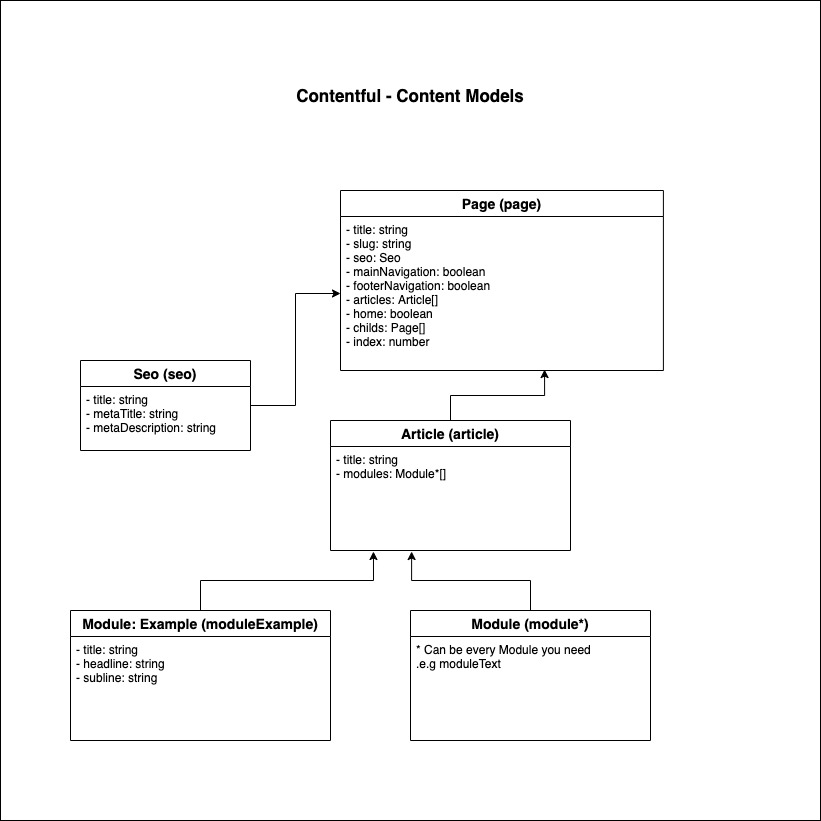 Contentful - Content Models
Page (page)
- title: string
- slug: string
- seo: Seo
- mainNavigation: boolean
- footerNavigation: boolean
- articles: Article[]
- home: boolean
- childs: Page[]
- index: number
Seo (seo)
- title: string
- metaTitle: string
- metaDescription: string
Article (article)
- title: string
- modules: Module*[]
Module: Example (moduleExample)
- title: string
- headline: string
- subline: string
Module (module*)
* Can be every Module you need
.e.g moduleText